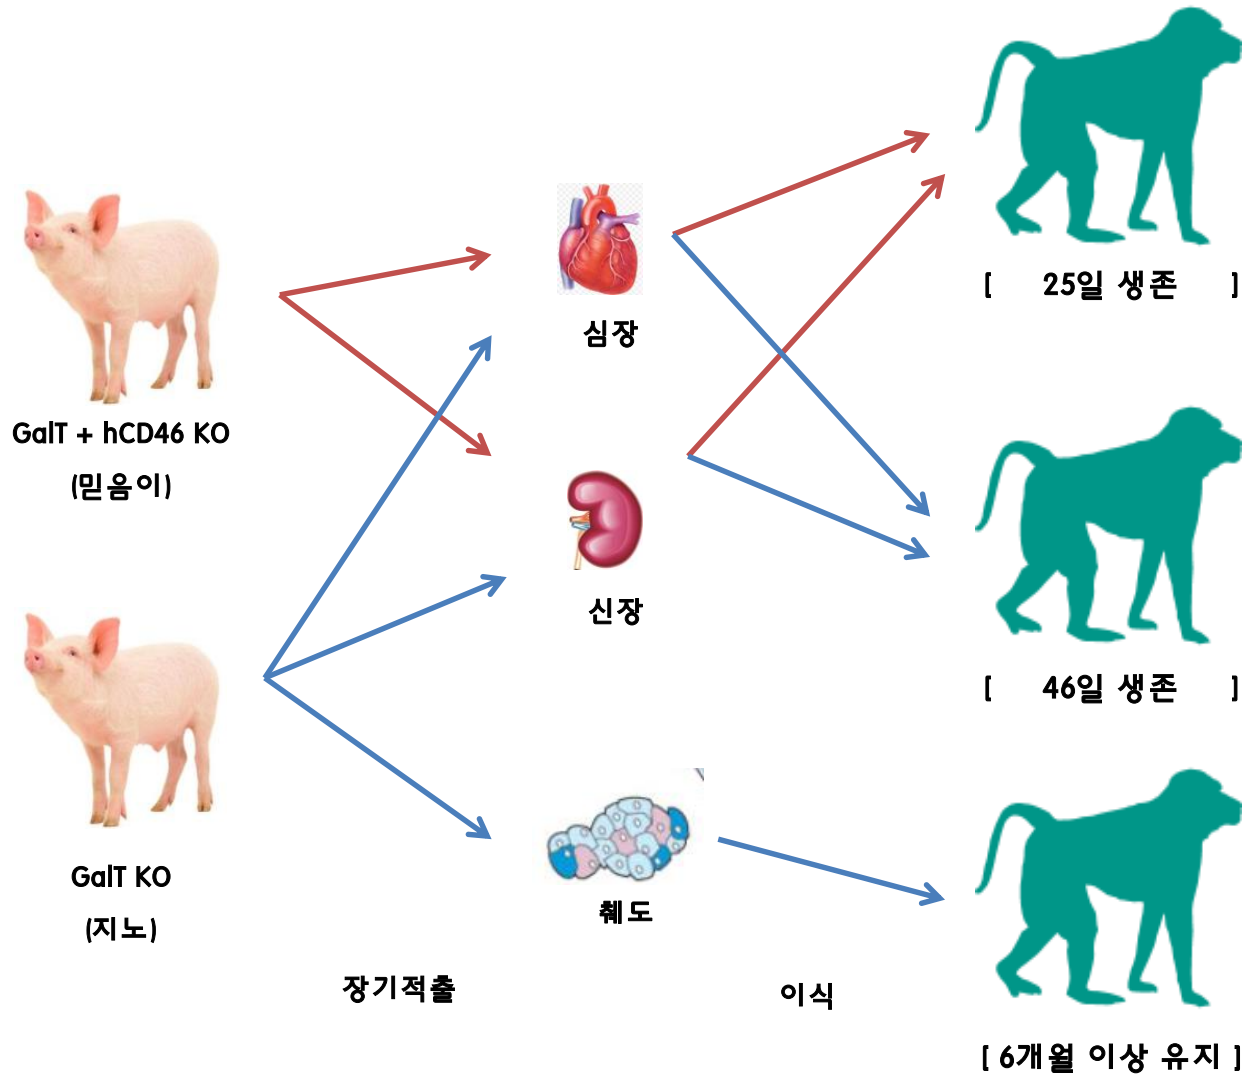 [ 25일 생존 ]
심장
GalT + hCD46 KO
(믿음이)
신장
[ 46일 생존 ]
GalT KO
(지노)
췌도
장기적출
이식
[ 6개월 이상 유지 ]